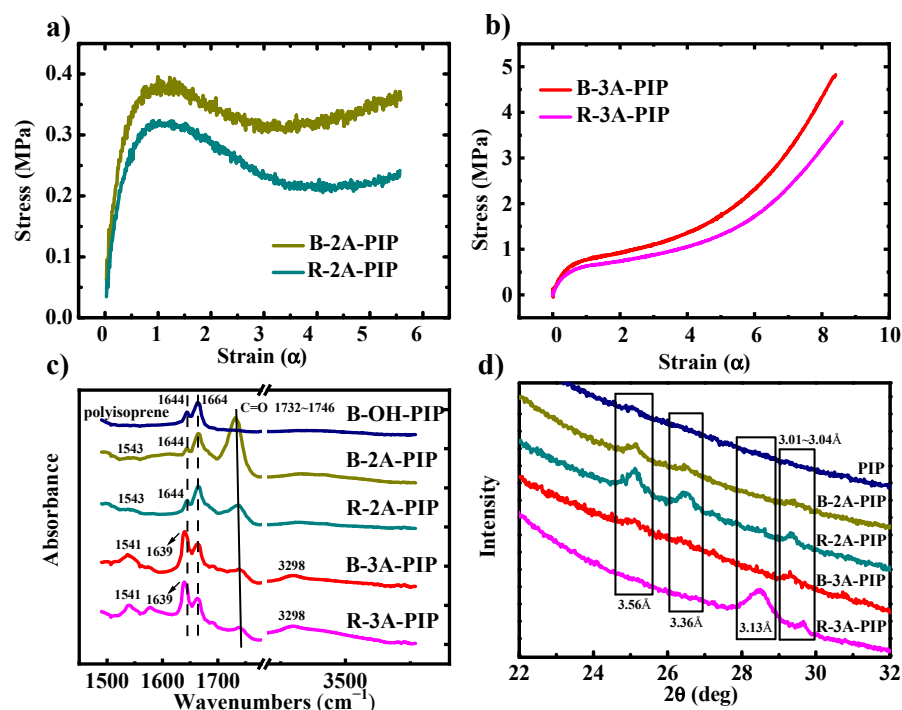 a)
0.4
0.3
0.2
0.1
0.0
Stress (MPa)
B-2A-PIP
R-2A-PIP
0 1 2 3 4 5 6
Strain (α)
b)
5
4
3
2
1
0
Stress (MPa)
B-3A-PIP
R-3A-PIP
0 2 4 6 8 10
Strain (α)
c)
1644 1664
C=O 1732~1746
polyisoprene
B-OH-PIP
1543 1644
B-2A-PIP
1543 1644
R-2A-PIP
1541 1639
3298
B-3A-PIP
1541 1639
3298
R-3A-PIP
Absorbance
1500 1600 1700 3500
Wavenumbers (cm⁻¹)
d)
3.01~3.04Å
PIP
B-2A-PIP
R-2A-PIP
B-3A-PIP
R-3A-PIP
3.56Å
3.36Å
3.13Å
Intensity
22 24 26 28 30 32
2θ (deg)